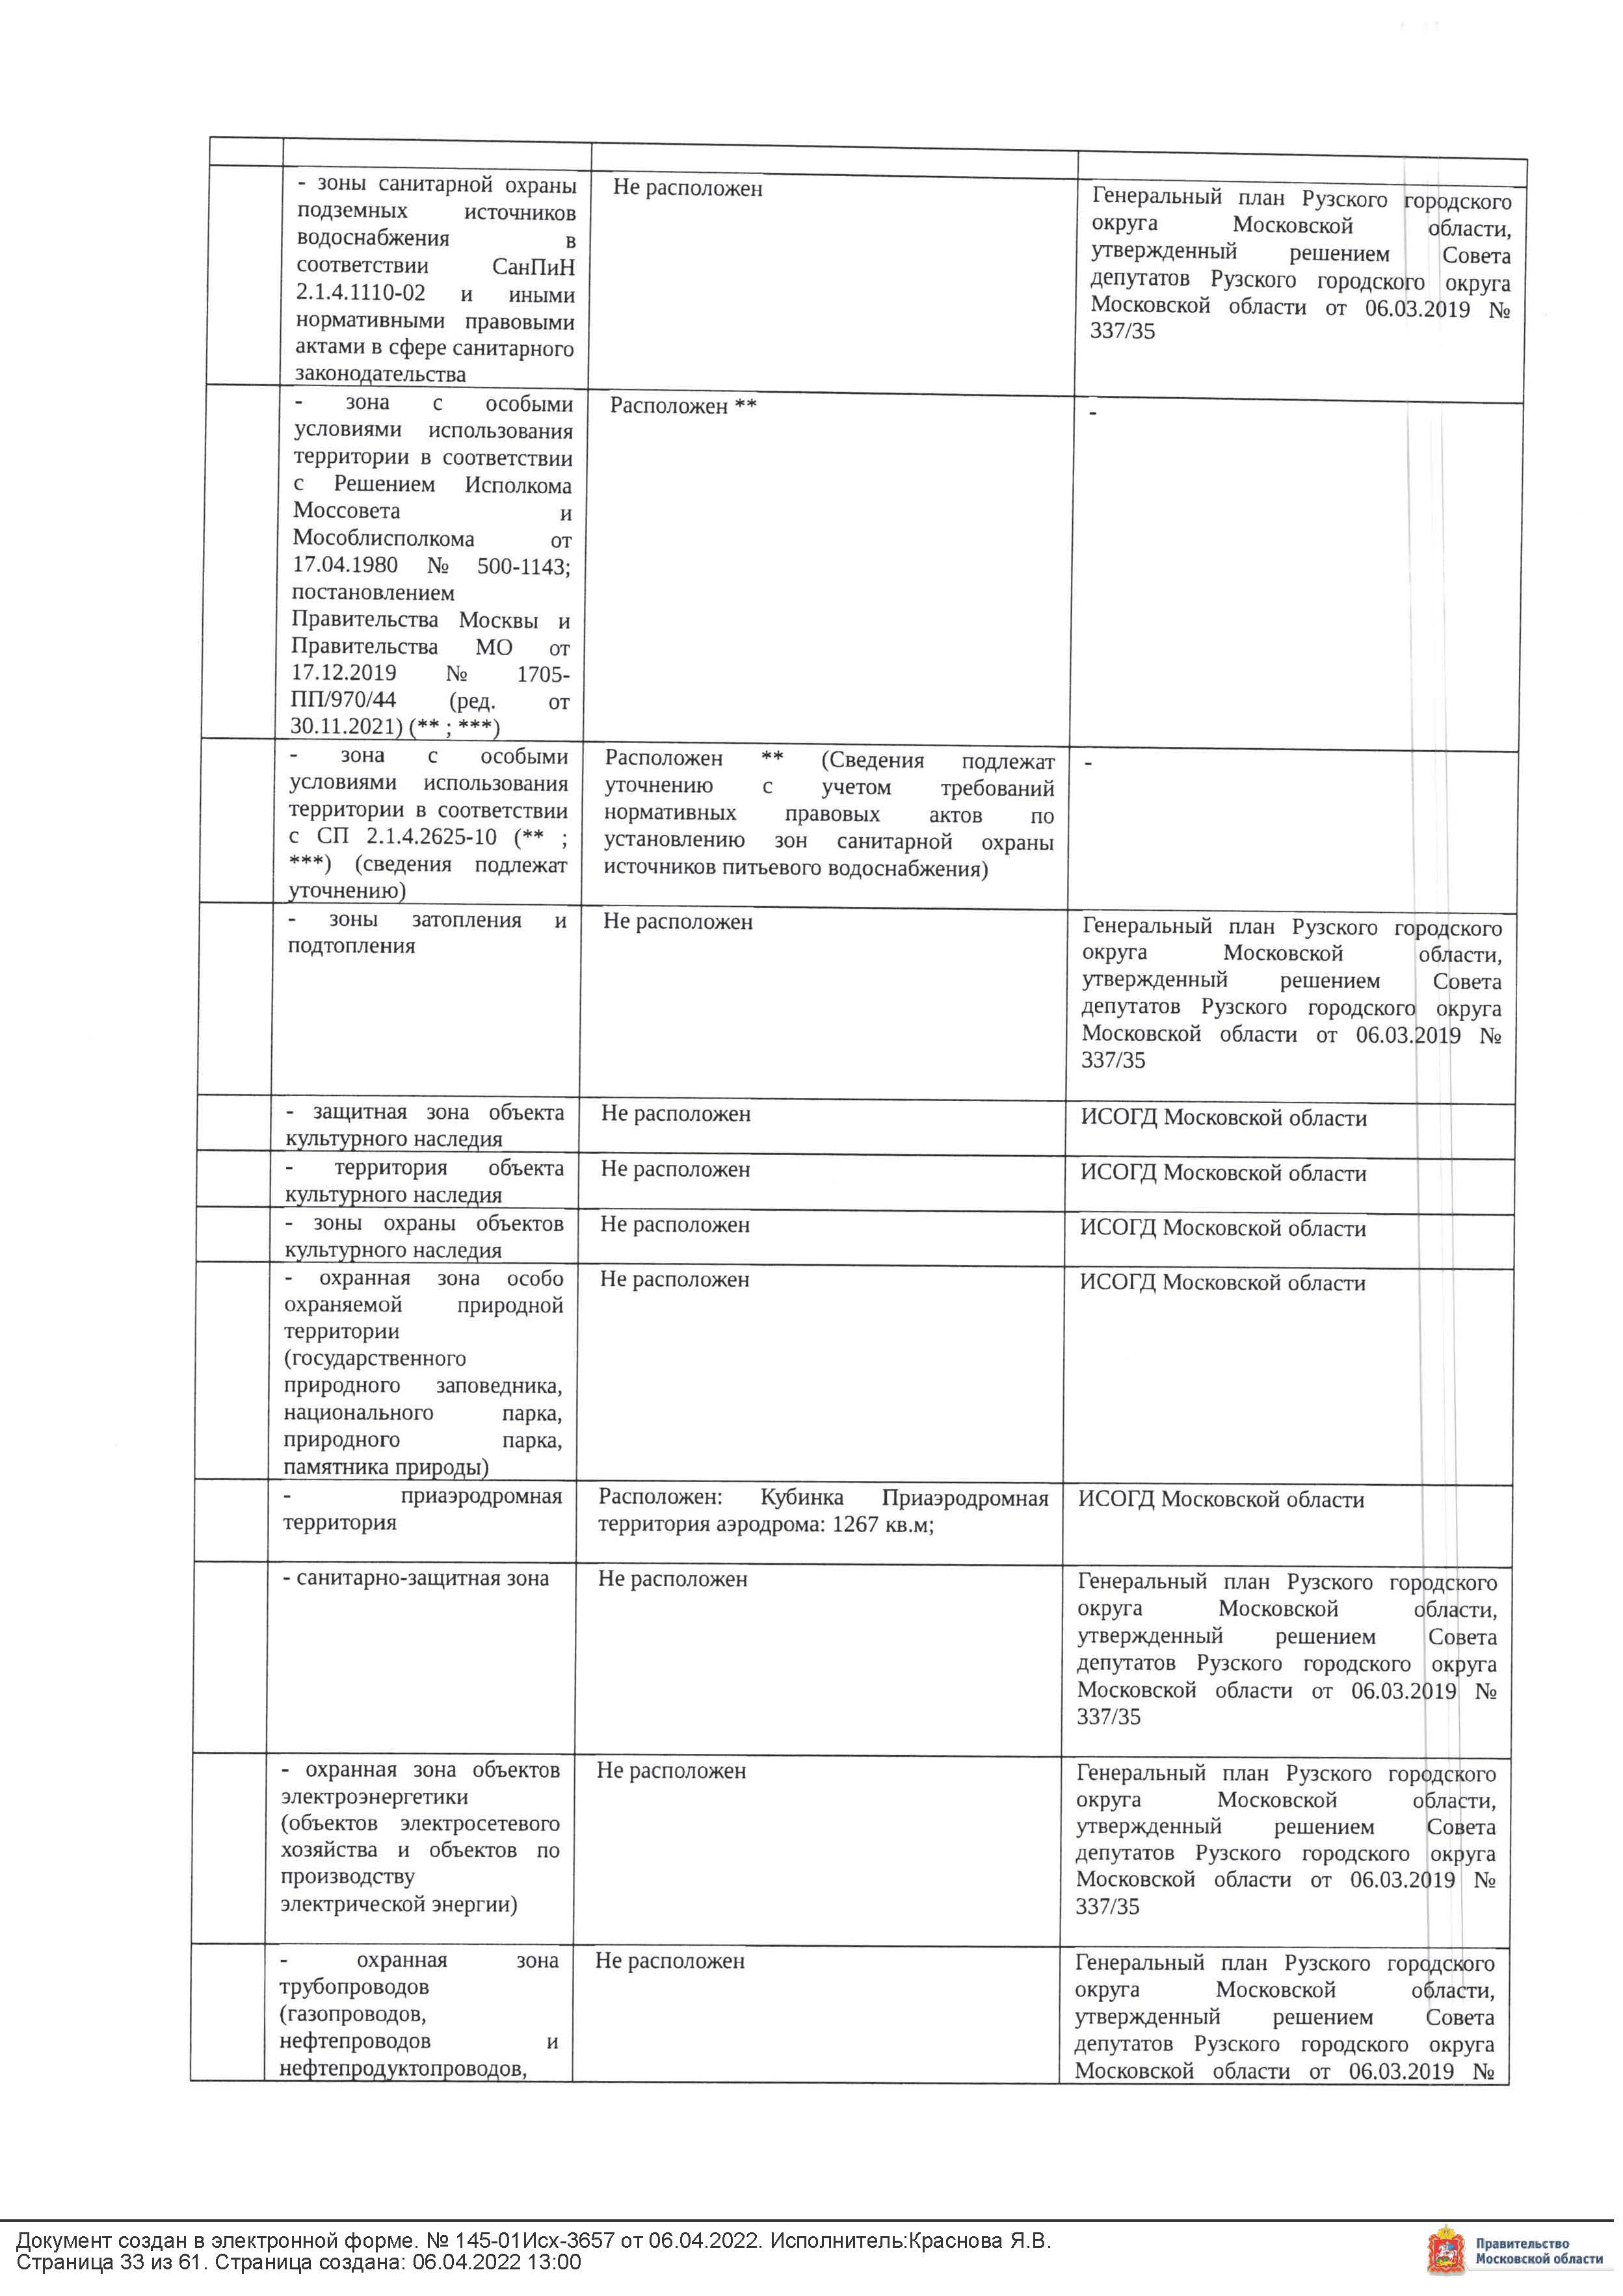 - зоны санитарной охраны
подземных источников
водоснабжения в
соответствии СанПиН
2.1.4.1110-02 и иными
нормативными правовыми
актами в сфере санитарного
законодательства
Не расположен
Генеральный план Рузского городского
округа Московской области,
утвержденный решением Совета
депутатов Рузского городского округа
Московской области от 06.03.2019 №
337/35
- зона с особыми
условиями использования
территории в соответствии
с Решением Исполкома
Моссовета и
Мособлисполкома от
17.04.1980 № 500-1143;
постановлением
Правительства Москвы и
Правительства МО от
17.12.2019 № 1705-
ПП/970/44 (ред. от
30.11.2021) (** ; ***)
Расположен **
-
- зона с особыми
условиями использования
территории в соответствии
с СП 2.1.4.2625-10 (** ;
***) (сведения подлежат
уточнению)
Расположен ** (Сведения подлежат
уточнению с учетом требований
нормативных правовых актов по
установлению зон санитарной охраны
источников питьевого водоснабжения)
-
- зоны затопления и
подтопления
Не расположен
Генеральный план Рузского городского
округа Московской области,
утвержденный решением Совета
депутатов Рузского городского округа
Московской области от 06.03.2019 №
337/35
- защитная зона объекта
культурного наследия
Не расположен
ИСОГД Московской области
- территория объекта
культурного наследия
Не расположен
ИСОГД Московской области
- зоны охраны объектов
культурного наследия
Не расположен
ИСОГД Московской области
- охранная зона особо
охраняемой природной
территории
(государственного
природного заповедника,
национального парка,
природного парка,
памятника природы)
Не расположен
ИСОГД Московской области
- приаэродромная
территория
Расположен: Кубинка Приаэродромная
территория аэродрома: 1267 кв.м;
ИСОГД Московской области
- санитарно-защитная зона
Не расположен
Генеральный план Рузского городского
округа Московской области,
утвержденный решением Совета
депутатов Рузского городского округа
Московской области от 06.03.2019 №
337/35
- охранная зона объектов
электроэнергетики
(объектов электросетевого
хозяйства и объектов по
производству
электрической энергии)
Не расположен
Генеральный план Рузского городского
округа Московской области,
утвержденный решением Совета
депутатов Рузского городского округа
Московской области от 06.03.2019 №
337/35
- охранная зона
трубопроводов
(газопроводов,
нефтепроводов и
нефтепродуктопроводов,
Не расположен
Генеральный план Рузского городского
округа Московской области,
утвержденный решением Совета
депутатов Рузского городского округа
Московской области от 06.03.2019 №
Документ создан в электронной форме. № 145-01Исх-3657 от 06.04.2022. Исполнитель:Краснова Я.В.
Страница 33 из 61. Страница создана: 06.04.2022 13:00
Правительство
Московской области